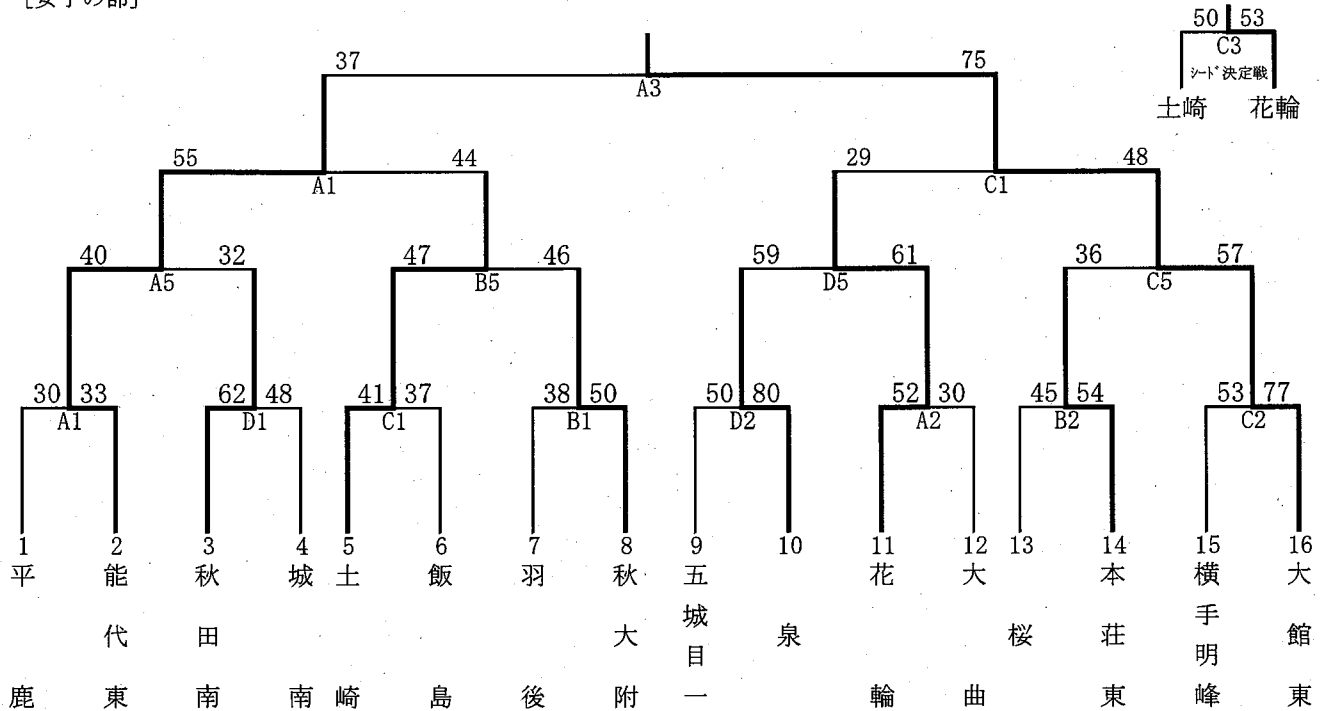 [女子の部]
50 53
C3
シード決定戦
土崎 花輪
37 75
A3
55 44 29 48
A1 C1
40 32 47 46 59 61 36 57
A5 B5 D5 C5
30 33 62 48 41 37 38 50 50 80 52 30 45 54 53 77
A1 D1 C1 B1 D2 A2 B2 C2
1 2 3 4 5 6 7 8 9 10 11 12 13 14 15 16
平鹿
能代東
秋田南
城南
土崎
飯島
羽後
秋大附
五城目一
泉
花輪
大曲
桜
本荘東
横手明峰
大館東